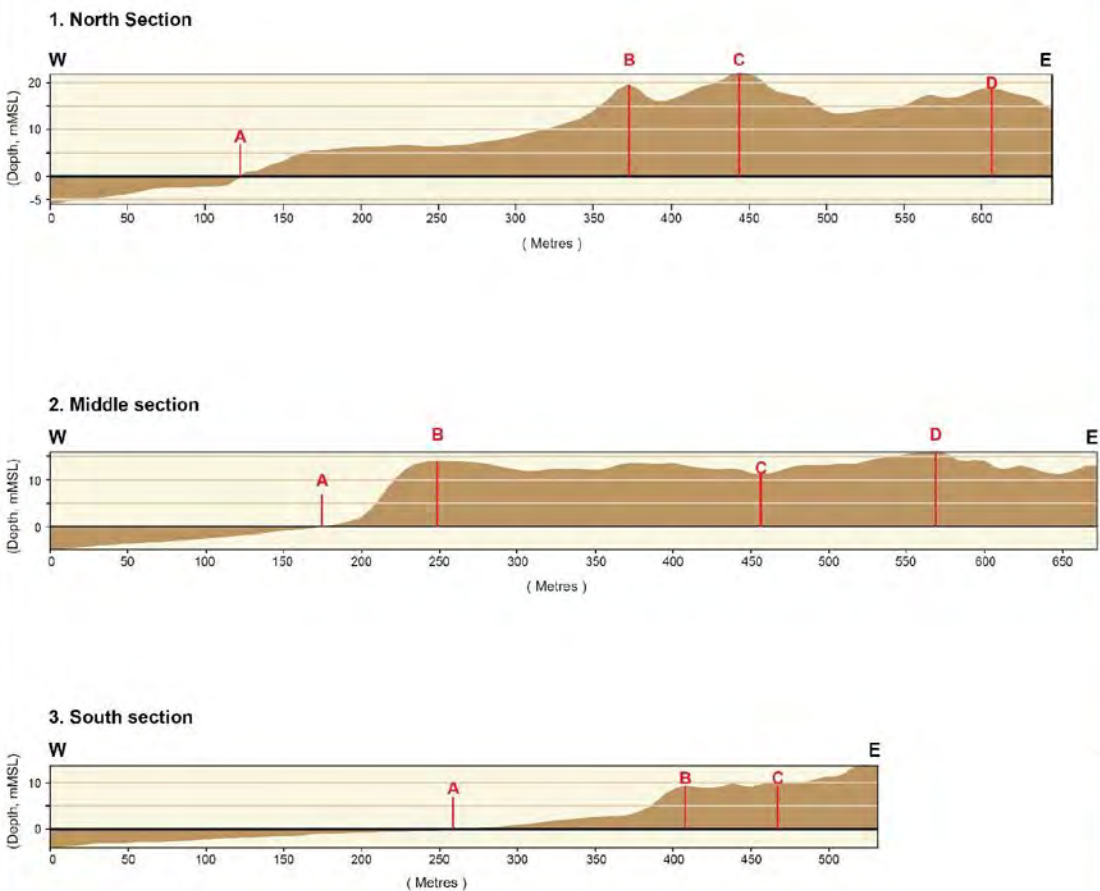 1. North Section
W B C E
A D
(Depth, mMSL)
20
10
0
-5
0 50 100 150 200 250 300 350 400 450 500 550 600
( Metres )
2. Middle section
W B D E
A C
(Depth, mMSL)
10
0
0 50 100 150 200 250 300 350 400 450 500 550 600 650
( Metres )
3. South section
W E
A B C
(Depth, mMSL)
10
0
0 50 100 150 200 250 300 350 400 450 500
( Metres )